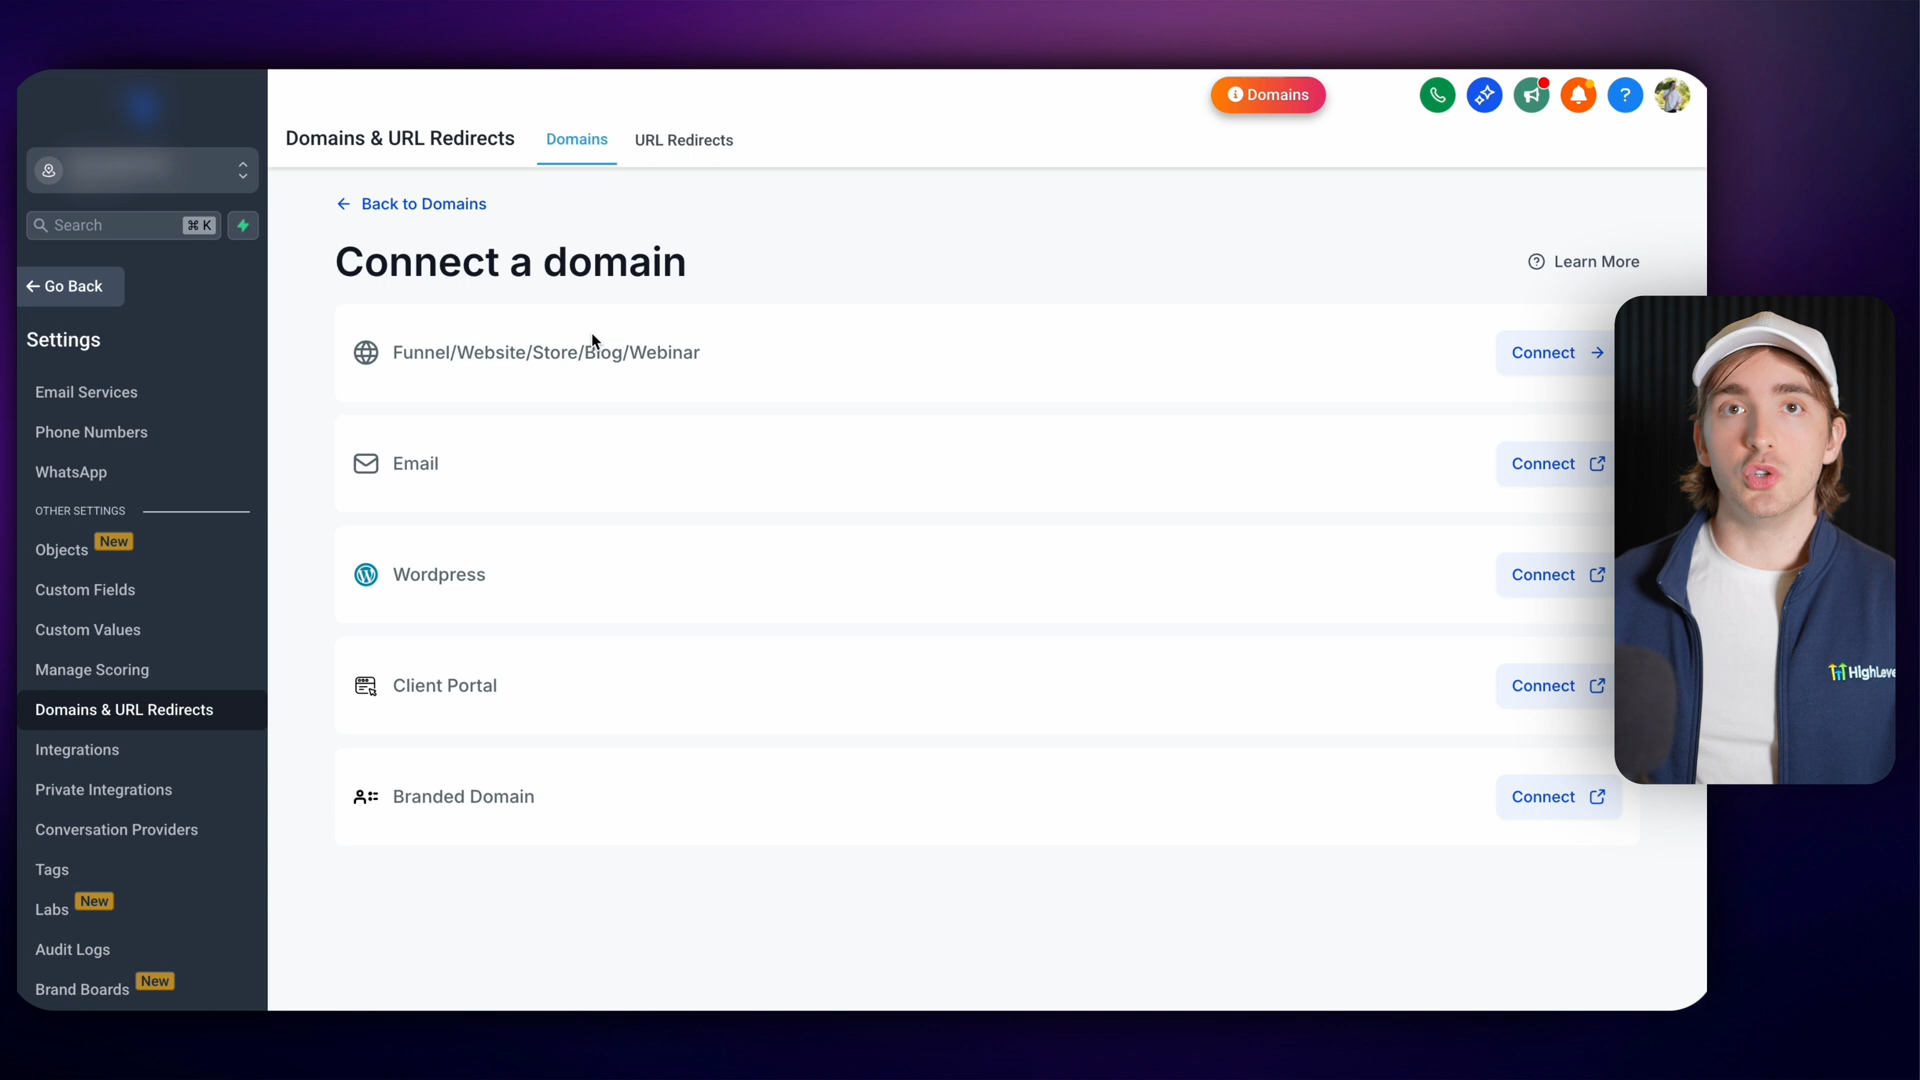 Domains
Domains & URL Redirects
Domains
URL Redirects
Search
⌘ K
Go Back
Settings
Email Services
Phone Numbers
WhatsApp
OTHER SETTINGS
Objects New
Custom Fields
Custom Values
Manage Scoring
Domains & URL Redirects
Integrations
Private Integrations
Conversation Providers
Tags
Labs New
Audit Logs
Brand Boards New
Back to Domains
Connect a domain
Learn More
Funnel/Website/Store/Blog/Webinar
Connect
Email
Connect
Wordpress
Connect
Client Portal
Connect
Branded Domain
Connect
HighLeve